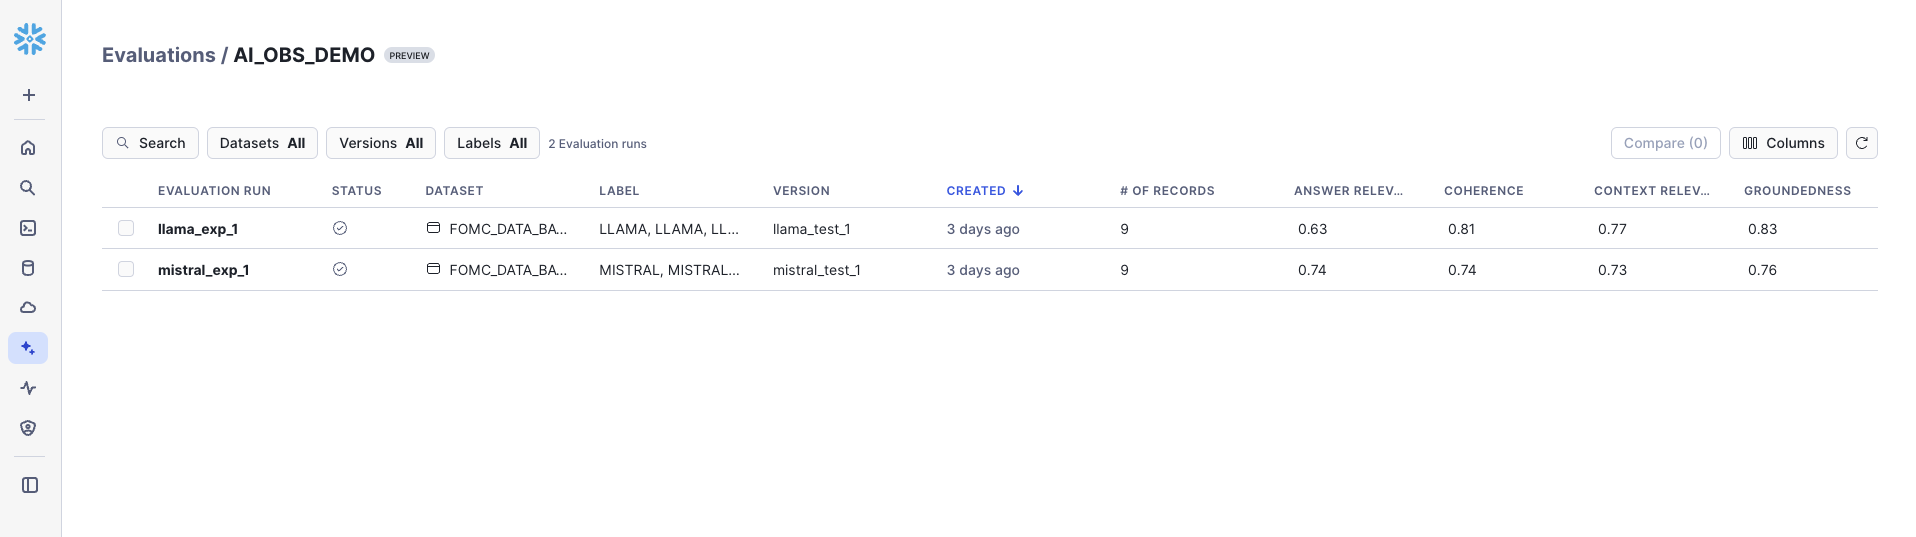 Evaluations / AI_OBS_DEMO PREVIEW
Search Datasets All Versions All Labels All 2 Evaluation runs Compare (0) Columns
EVALUATION RUN STATUS DATASET LABEL VERSION CREATED # OF RECORDS ANSWER RELEV... COHERENCE CONTEXT RELEV... GROUNDEDNESS
llama_exp_1 FOMC_DATA_BA... LLAMA, LLAMA, LL... llama_test_1 3 days ago 9 0.63 0.81 0.77 0.83
mistral_exp_1 FOMC_DATA_BA... MISTRAL, MISTRAL... mistral_test_1 3 days ago 9 0.74 0.74 0.73 0.76